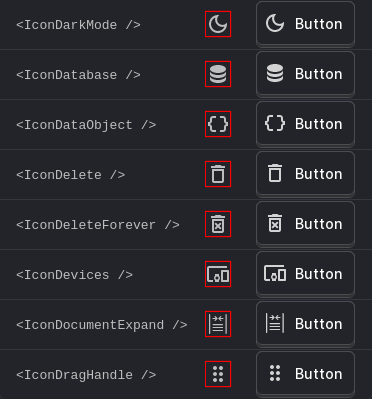 <IconDarkMode /> Button
<IconDatabase /> Button
<IconDataObject /> Button
<IconDelete /> Button
<IconDeleteForever /> Button
<IconDevices /> Button
<IconDocumentExpand /> Button
<IconDragHandle /> Button